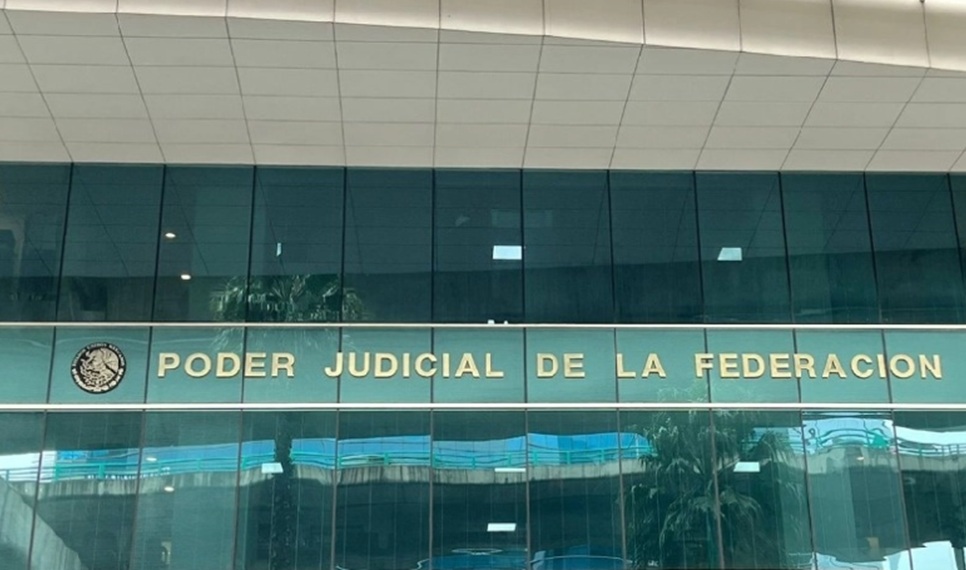 PODER JUDICIAL DE LA FEDERACION